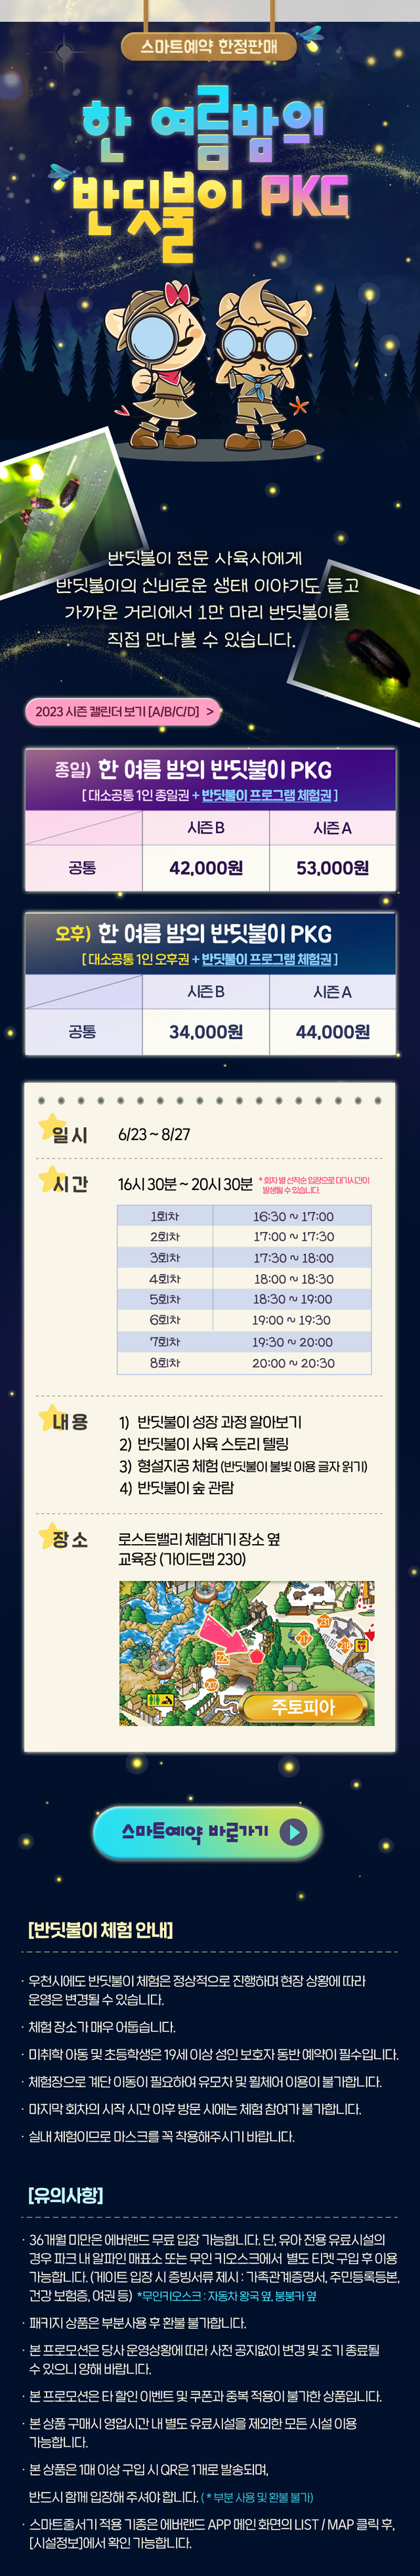 스마트예약 한정판매
한 여름밤의
반딧불이 PKG
반딧불이 전문 사육사에게
반딧불이의 신비로운 생태 이야기도 듣고
가까운 거리에서 1만 마리 반딧불이를
직접 만나볼 수 있습니다.
2023 시즌 캘린더 보기 [A/B/C/D] >
종일) 한 여름 밤의 반딧불이 PKG
[ 대소공통 1인 종일권 + 반딧불이 프로그램 체험권 ]
시즌 B 시즌 A
공통 42,000원 53,000원
오후) 한 여름 밤의 반딧불이 PKG
[ 대소공통 1인 오후권 + 반딧불이 프로그램 체험권 ]
시즌 B 시즌 A
공통 34,000원 44,000원
일시 6/23 ~ 8/27
시간 16시 30분 ~ 20시 30분 * 회차 별 선착순 입장으로 대기시간이
발생될 수 있습니다.
1회차 16:30 ~ 17:00
2회차 17:00 ~ 17:30
3회차 17:30 ~ 18:00
4회차 18:00 ~ 18:30
5회차 18:30 ~ 19:00
6회차 19:00 ~ 19:30
7회차 19:30 ~ 20:00
8회차 20:00 ~ 20:30
내용 1) 반딧불이 성장 과정 알아보기
2) 반딧불이 사육 스토리 텔링
3) 형설지공 체험 (반딧불이 불빛 이용 글자 읽기)
4) 반딧불이 숲 관람
장소 로스트밸리 체험대기 장소 옆
교육장 (가이드맵 230)
231
217
218
207
주토피아
스마트예약 바로가기
[반딧불이 체험 안내]
· 우천시에도 반딧불이 체험은 정상적으로 진행하며 현장 상황에 따라
운영은 변경될 수 있습니다.
· 체험 장소가 매우 어둡습니다.
· 미취학 아동 및 초등학생은 19세 이상 성인 보호자 동반 예약이 필수입니다.
· 체험장으로 계단 이동이 필요하여 유모차 및 휠체어 이용이 불가합니다.
· 마지막 회차의 시작 시간 이후 방문 시에는 체험 참여가 불가합니다.
· 실내 체험이므로 마스크를 꼭 착용해주시기 바랍니다.
[유의사항]
· 36개월 미만은 에버랜드 무료 입장 가능합니다. 단, 유아 전용 유료시설의
경우 파크 내 알파인 매표소 또는 무인 키오스크에서 별도 티켓 구입 후 이용
가능합니다. (게이트 입장 시 증빙서류 제시 : 가족관계증명서, 주민등록등본,
건강 보험증, 여권 등) *무인키오스크 : 자동차 왕국 옆, 붕붕카 옆
· 패키지 상품은 부분사용 후 환불 불가합니다.
· 본 프로모션은 당사 운영상황에 따라 사전 공지없이 변경 및 조기 종료될
수 있으니 양해 바랍니다.
· 본 프로모션은 타 할인 이벤트 및 쿠폰과 중복 적용이 불가한 상품입니다.
· 본 상품 구매시 영업시간 내 별도 유료시설을 제외한 모든 시설 이용
가능합니다.
· 본 상품은 1매 이상 구입 시 QR은 1개로 발송되며,
반드시 함께 입장해 주셔야 합니다. ( * 부분 사용 및 환불 불가)
· 스마트줄서기 적용 기종은 에버랜드 APP 메인 화면의 LIST / MAP 클릭 후,
[시설정보]에서 확인 가능합니다.